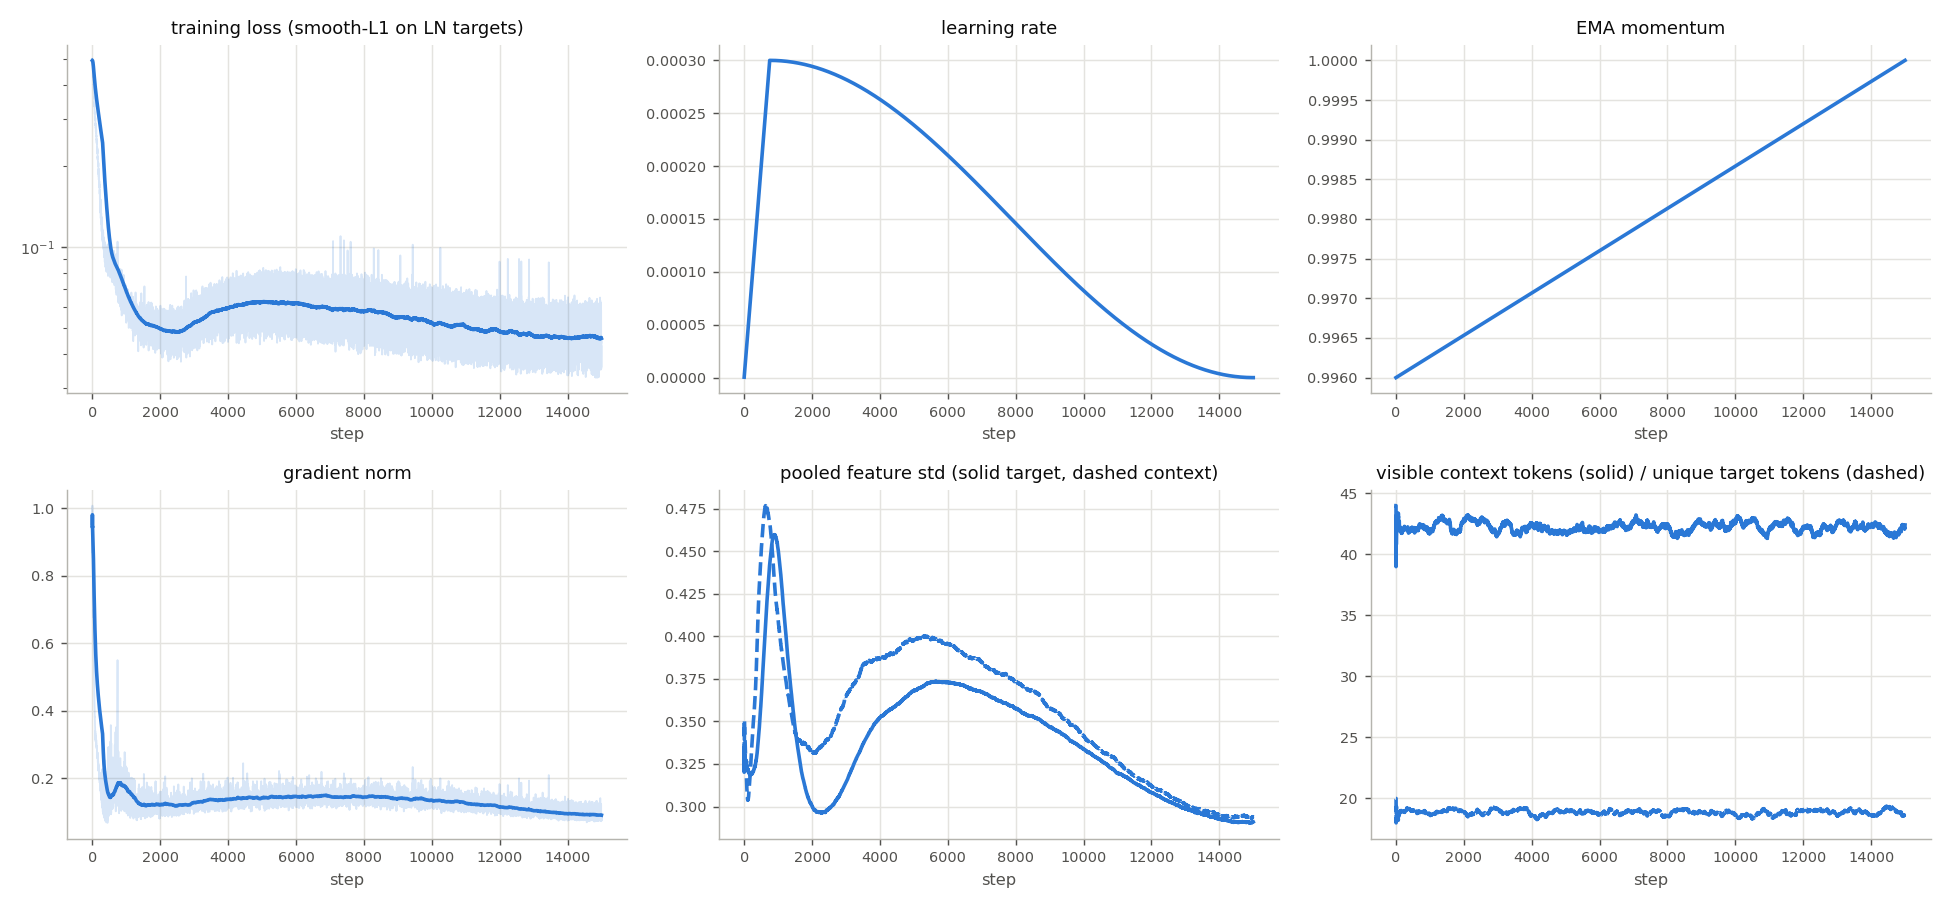 training loss (smooth-L1 on LN targets)
10⁻¹
0 2000 4000 6000 8000 10000 12000 14000
step
learning rate
0.00030
0.00025
0.00020
0.00015
0.00010
0.00005
0.00000
0 2000 4000 6000 8000 10000 12000 14000
step
EMA momentum
1.0000
0.9995
0.9990
0.9985
0.9980
0.9975
0.9970
0.9965
0.9960
0 2000 4000 6000 8000 10000 12000 14000
step
gradient norm
1.0
0.8
0.6
0.4
0.2
0 2000 4000 6000 8000 10000 12000 14000
step
pooled feature std (solid target, dashed context)
0.475
0.450
0.425
0.400
0.375
0.350
0.325
0.300
0 2000 4000 6000 8000 10000 12000 14000
step
visible context tokens (solid) / unique target tokens (dashed)
45
40
35
30
25
20
0 2000 4000 6000 8000 10000 12000 14000
step